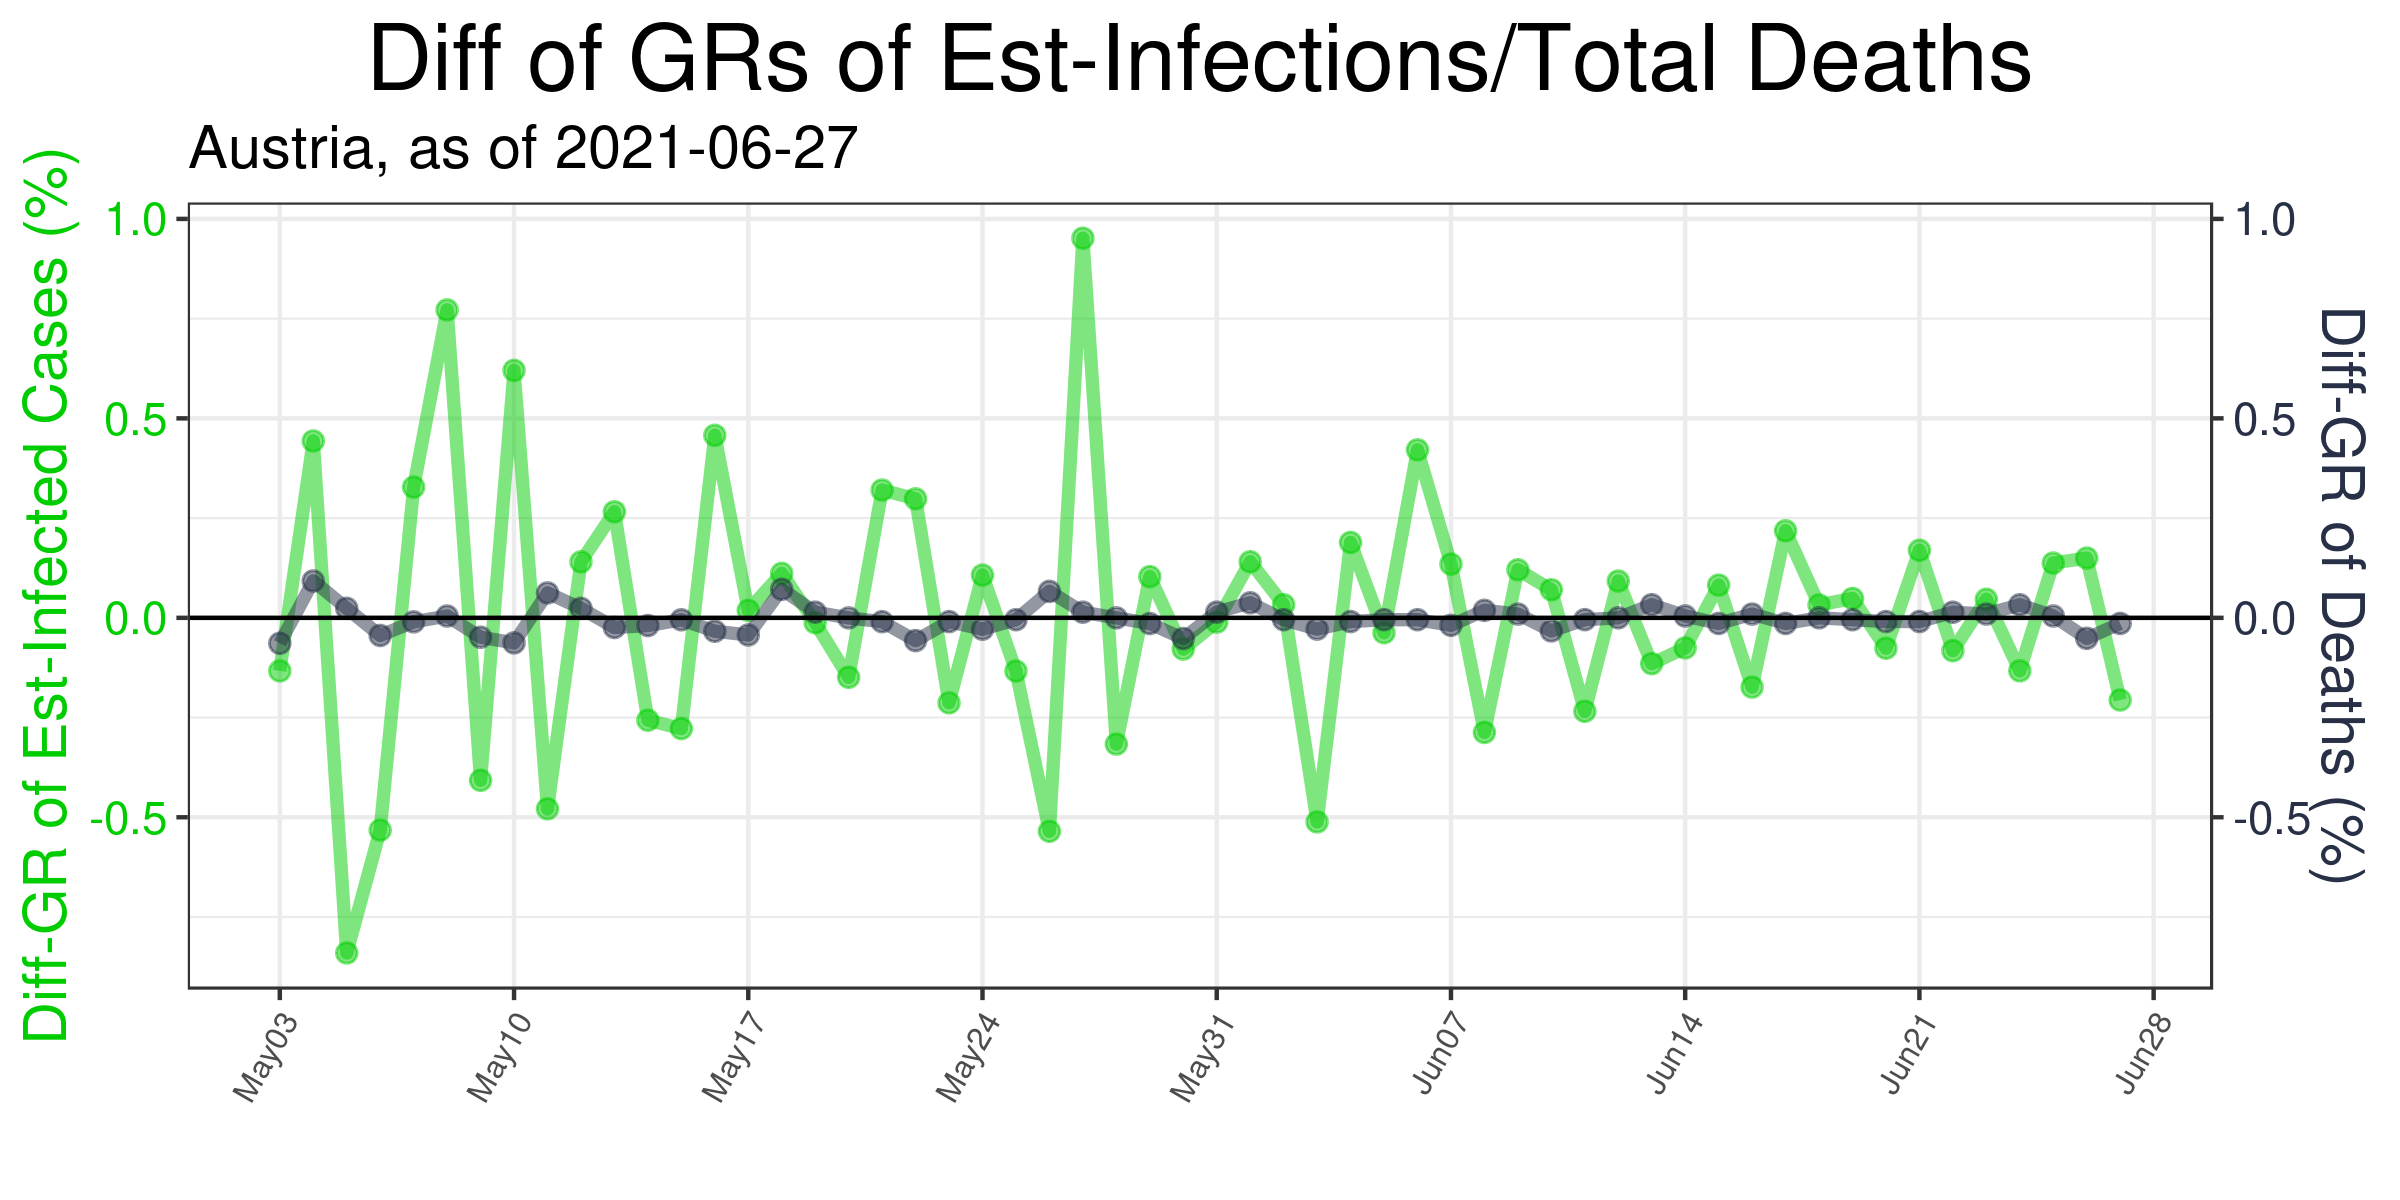 Diff of GRs of Est-Infections/Total Deaths
Austria, as of 2021-06-27
Diff-GR of Est-Infected Cases (%)
1.0
0.5
0.0
-0.5
1.0
0.5
0.0
-0.5
Diff-GR of Deaths (%)
May03
May10
May17
May24
May31
Jun07
Jun14
Jun21
Jun28